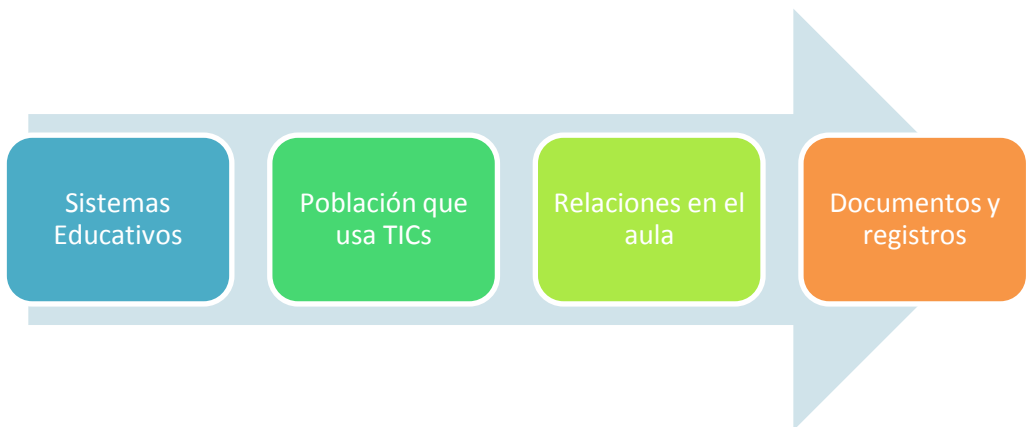 Sistemas
Educativos
Población que
usa TICs
Relaciones en el
aula
Documentos y
registros